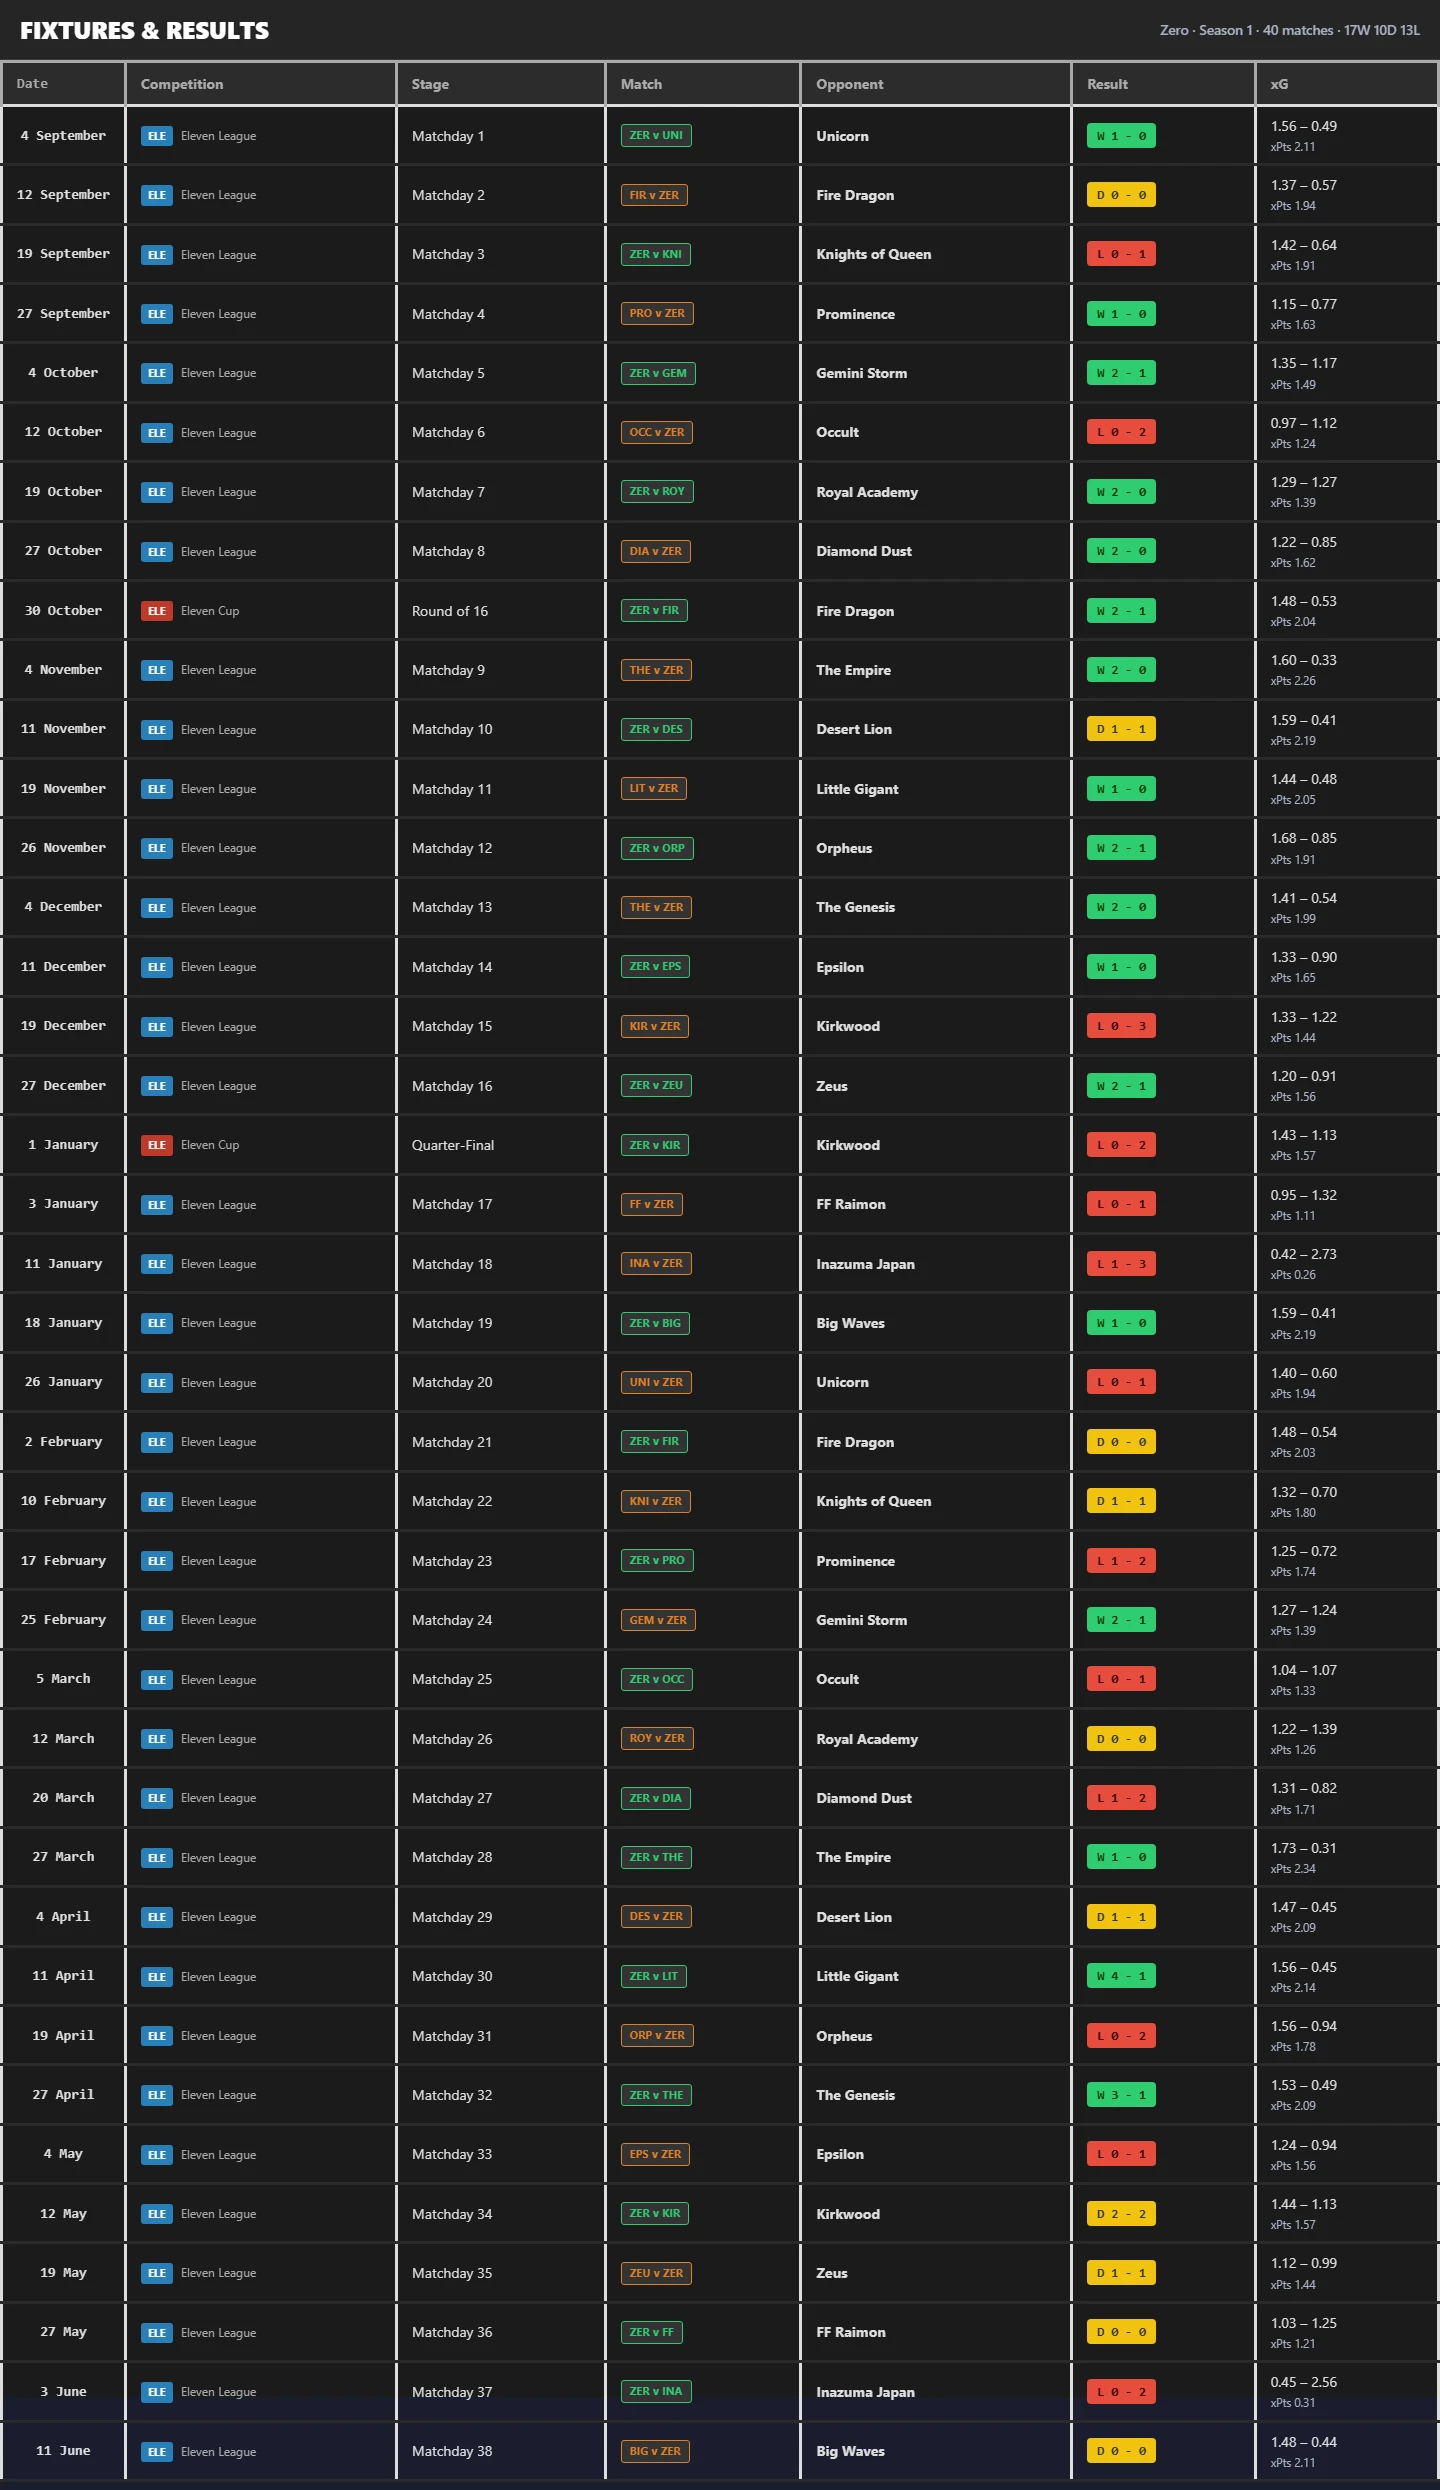 FIXTURES & RESULTS
Zero · Season 1 · 40 matches · 17W 10D 13L
Date Competition Stage Match Opponent Result xG
4 September ELE Eleven League Matchday 1 ZER v UNI Unicorn W 1 - 0 1.56 – 0.49
xPts 2.11
12 September ELE Eleven League Matchday 2 FIR v ZER Fire Dragon D 0 - 0 1.37 – 0.57
xPts 1.94
19 September ELE Eleven League Matchday 3 ZER v KNI Knights of Queen L 0 - 1 1.42 – 0.64
xPts 1.91
27 September ELE Eleven League Matchday 4 PRO v ZER Prominence W 1 - 0 1.15 – 0.77
xPts 1.63
4 October ELE Eleven League Matchday 5 ZER v GEM Gemini Storm W 2 - 1 1.35 – 1.17
xPts 1.49
12 October ELE Eleven League Matchday 6 OCC v ZER Occult L 0 - 2 0.97 – 1.12
xPts 1.24
19 October ELE Eleven League Matchday 7 ZER v ROY Royal Academy W 2 - 0 1.29 – 1.27
xPts 1.39
27 October ELE Eleven League Matchday 8 DIA v ZER Diamond Dust W 2 - 0 1.22 – 0.85
xPts 1.62
30 October ELE Eleven Cup Round of 16 ZER v FIR Fire Dragon W 2 - 1 1.48 – 0.53
xPts 2.04
4 November ELE Eleven League Matchday 9 THE v ZER The Empire W 2 - 0 1.60 – 0.33
xPts 2.26
11 November ELE Eleven League Matchday 10 ZER v DES Desert Lion D 1 - 1 1.59 – 0.41
xPts 2.19
19 November ELE Eleven League Matchday 11 LIT v ZER Little Gigant W 1 - 0 1.44 – 0.48
xPts 2.05
26 November ELE Eleven League Matchday 12 ZER v ORP Orpheus W 2 - 1 1.68 – 0.85
xPts 1.91
4 December ELE Eleven League Matchday 13 THE v ZER The Genesis W 2 - 0 1.41 – 0.54
xPts 1.99
11 December ELE Eleven League Matchday 14 ZER v EPS Epsilon W 1 - 0 1.33 – 0.90
xPts 1.65
19 December ELE Eleven League Matchday 15 KIR v ZER Kirkwood L 0 - 3 1.33 – 1.22
xPts 1.44
27 December ELE Eleven League Matchday 16 ZER v ZEU Zeus W 2 - 1 1.20 – 0.91
xPts 1.56
1 January ELE Eleven Cup Quarter-Final ZER v KIR Kirkwood L 0 - 2 1.43 – 1.13
xPts 1.57
3 January ELE Eleven League Matchday 17 FF v ZER FF Raimon L 0 - 1 0.95 – 1.32
xPts 1.11
11 January ELE Eleven League Matchday 18 INA v ZER Inazuma Japan L 1 - 3 0.42 – 2.73
xPts 0.26
18 January ELE Eleven League Matchday 19 ZER v BIG Big Waves W 1 - 0 1.59 – 0.41
xPts 2.19
26 January ELE Eleven League Matchday 20 UNI v ZER Unicorn L 0 - 1 1.40 – 0.60
xPts 1.94
2 February ELE Eleven League Matchday 21 ZER v FIR Fire Dragon D 0 - 0 1.48 – 0.54
xPts 2.03
10 February ELE Eleven League Matchday 22 KNI v ZER Knights of Queen D 1 - 1 1.32 – 0.70
xPts 1.80
17 February ELE Eleven League Matchday 23 ZER v PRO Prominence L 1 - 2 1.25 – 0.72
xPts 1.74
25 February ELE Eleven League Matchday 24 GEM v ZER Gemini Storm W 2 - 1 1.27 – 1.24
xPts 1.39
5 March ELE Eleven League Matchday 25 ZER v OCC Occult L 0 - 1 1.04 – 1.07
xPts 1.33
12 March ELE Eleven League Matchday 26 ROY v ZER Royal Academy D 0 - 0 1.22 – 1.39
xPts 1.26
20 March ELE Eleven League Matchday 27 ZER v DIA Diamond Dust L 1 - 2 1.31 – 0.82
xPts 1.71
27 March ELE Eleven League Matchday 28 ZER v THE The Empire W 1 - 0 1.73 – 0.31
xPts 2.34
4 April ELE Eleven League Matchday 29 DES v ZER Desert Lion D 1 - 1 1.47 – 0.45
xPts 2.09
11 April ELE Eleven League Matchday 30 ZER v LIT Little Gigant W 4 - 1 1.56 – 0.45
xPts 2.14
19 April ELE Eleven League Matchday 31 ORP v ZER Orpheus L 0 - 2 1.56 – 0.94
xPts 1.78
27 April ELE Eleven League Matchday 32 ZER v THE The Genesis W 3 - 1 1.53 – 0.49
xPts 2.09
4 May ELE Eleven League Matchday 33 EPS v ZER Epsilon L 0 - 1 1.24 – 0.94
xPts 1.56
12 May ELE Eleven League Matchday 34 ZER v KIR Kirkwood D 2 - 2 1.44 – 1.13
xPts 1.57
19 May ELE Eleven League Matchday 35 ZEU v ZER Zeus D 1 - 1 1.12 – 0.99
xPts 1.44
27 May ELE Eleven League Matchday 36 ZER v FF FF Raimon D 0 - 0 1.03 – 1.25
xPts 1.21
3 June ELE Eleven League Matchday 37 ZER v INA Inazuma Japan L 0 - 2 0.45 – 2.56
xPts 0.31
11 June ELE Eleven League Matchday 38 BIG v ZER Big Waves D 0 - 0 1.48 – 0.44
xPts 2.11